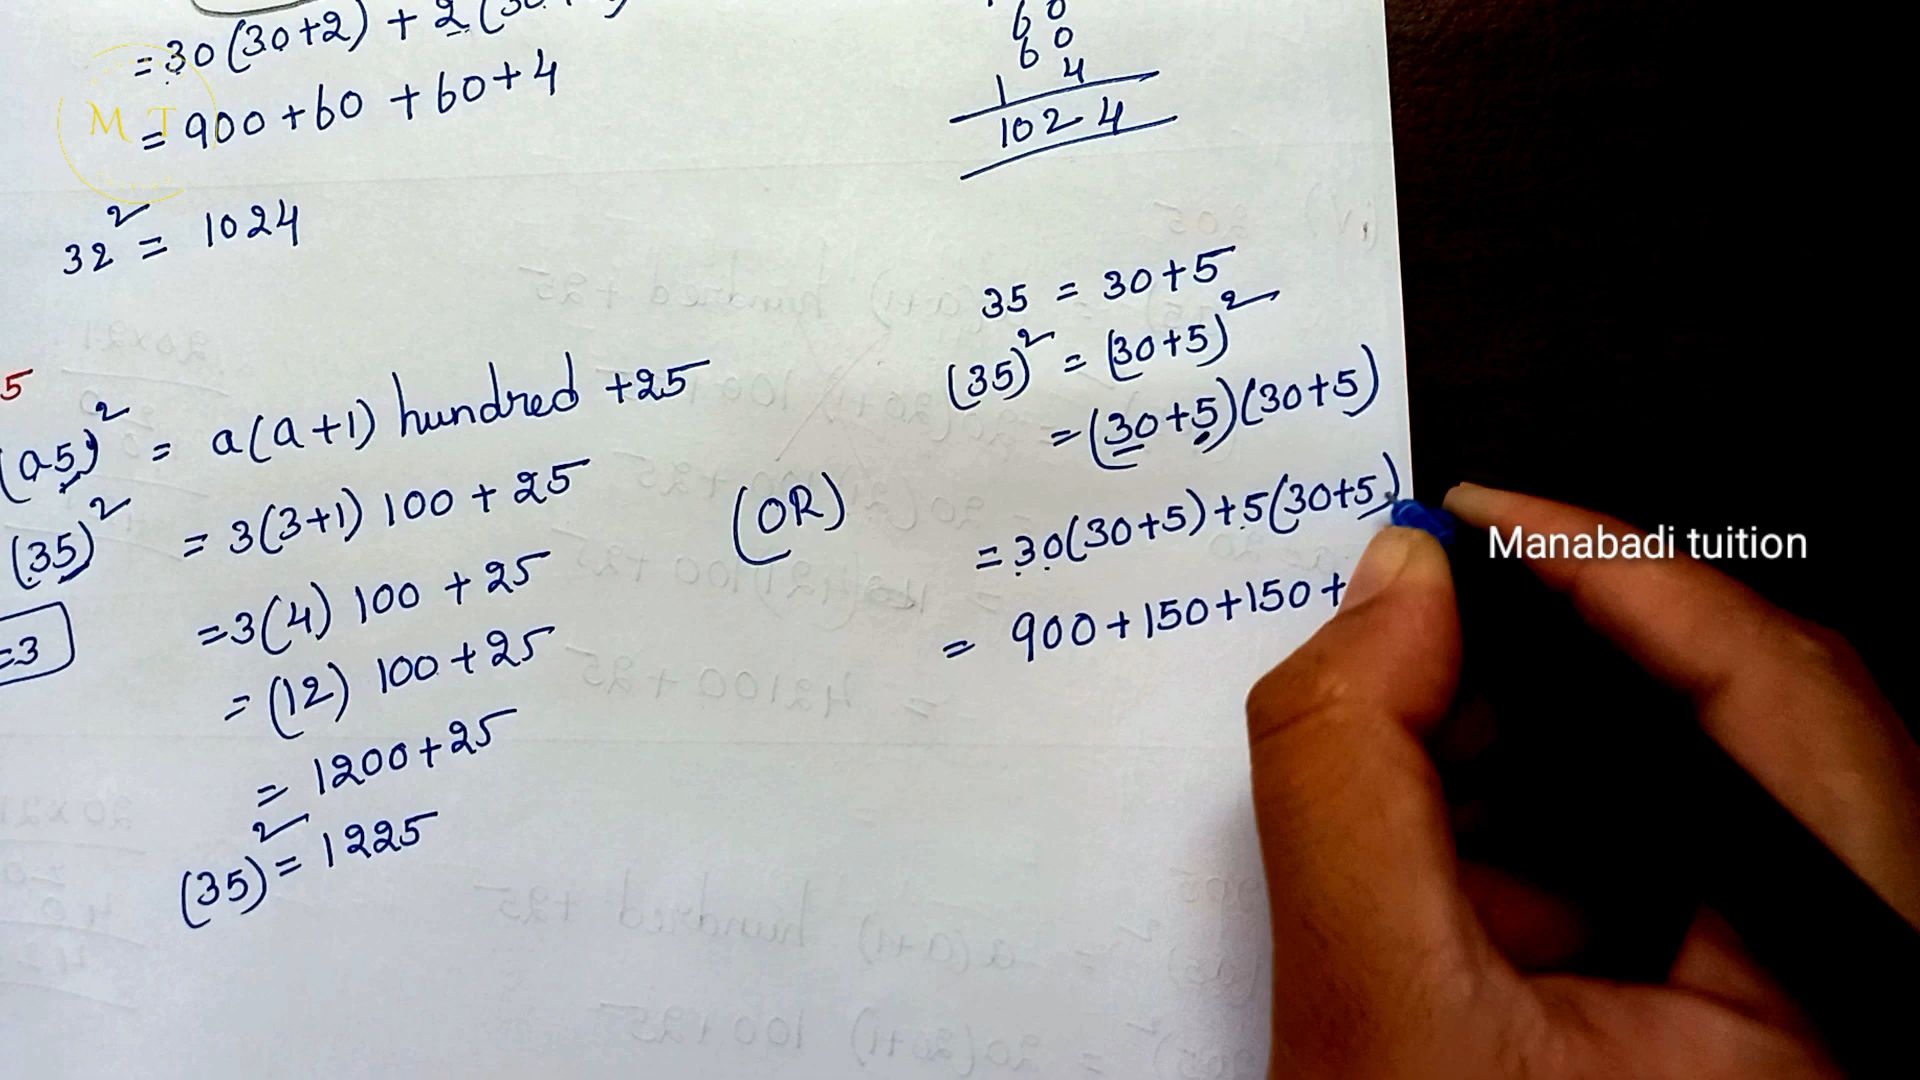 =30(30+2) + 2(30
= 900+60 +60+4
M T
32² = 1024
60
60
1 4
1024
5
(a5)² = a(a+1) hundred +25
(35)² = 3(3+1) 100 + 25
=3(4) 100 + 25
=3
= (12) 100+25
= 1200+25
(35)² = 1225
(OR)
35 = 30+5
(35)² = (30+5)²
=(30+5)(30+5)
=30(30+5)+5(30+5)
= 900+150+150+
Manabadi tuition